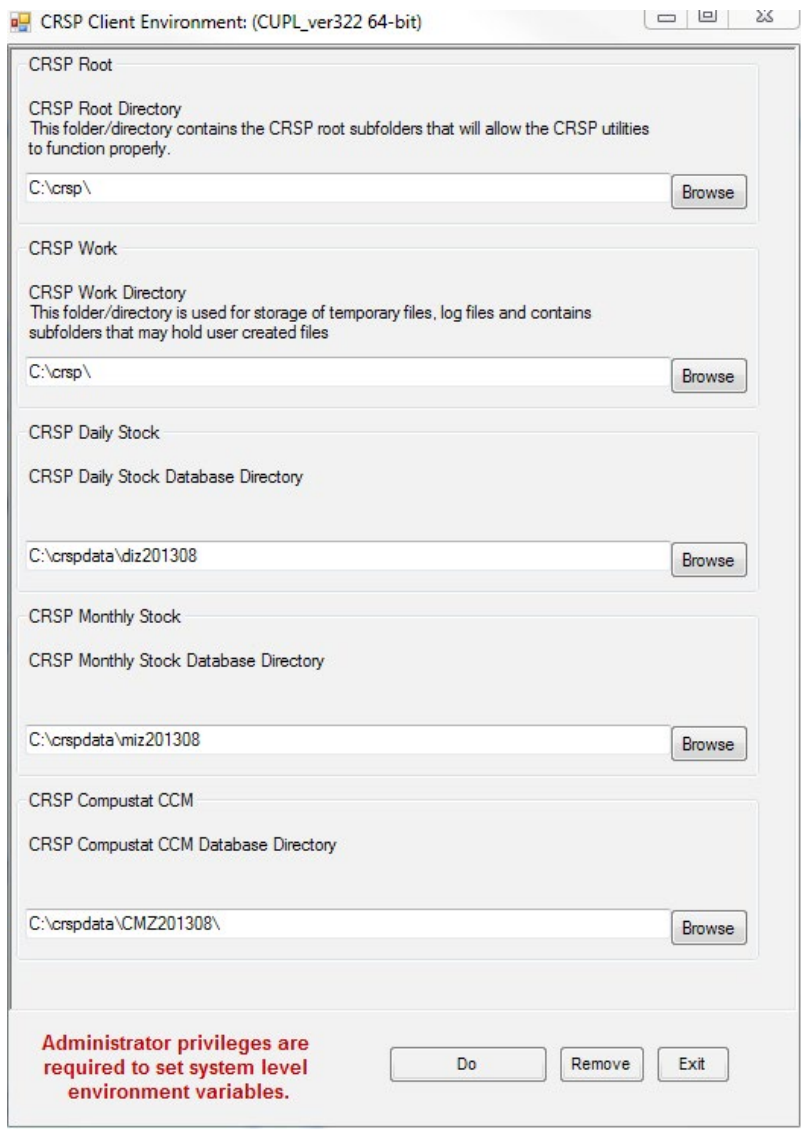 CRSP Client Environment: (CUPL_ver322 64-bit)
CRSP Root
CRSP Root Directory
This folder/directory contains the CRSP root subfolders that will allow the CRSP utilities
to function properly.
C:\crsp\
Browse
CRSP Work
CRSP Work Directory
This folder/directory is used for storage of temporary files, log files and contains
subfolders that may hold user created files
C:\crsp\
Browse
CRSP Daily Stock
CRSP Daily Stock Database Directory
C:\crspdata\diz201308
Browse
CRSP Monthly Stock
CRSP Monthly Stock Database Directory
C:\crspdata\miz201308
Browse
CRSP Compustat CCM
CRSP Compustat CCM Database Directory
C:\crspdata\CMZ201308\
Browse
Administrator privileges are
required to set system level
environment variables.
Do
Remove
Exit